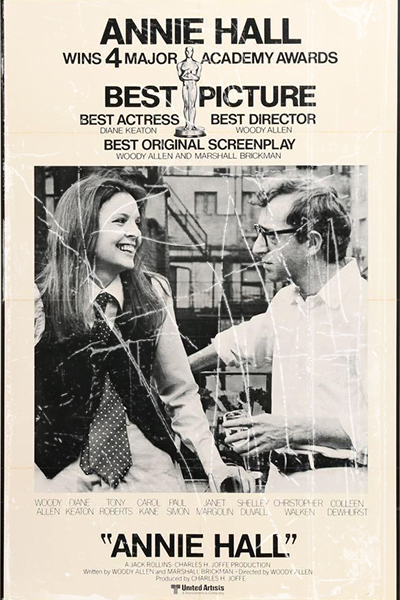 ANNIE HALL
WINS 4 MAJOR ACADEMY AWARDS
BEST PICTURE
BEST ACTRESS BEST DIRECTOR
DIANE KEATON WOODY ALLEN
BEST ORIGINAL SCREENPLAY
WOODY ALLEN AND MARSHALL BRICKMAN
WOODY DIANE TONY CAROL PAUL JANET SHELLEY CHRISTOPHER COLLEEN
ALLEN KEATON ROBERTS KANE SIMON MARGOLIN DUVALL WALKEN DEWHURST
"ANNIE HALL"
A JACK ROLLINS-CHARLES H. JOFFE PRODUCTION
Written by WOODY ALLEN and MARSHALL BRICKMAN · Directed by WOODY ALLEN
Produced by CHARLES H. JOFFE
United Artists